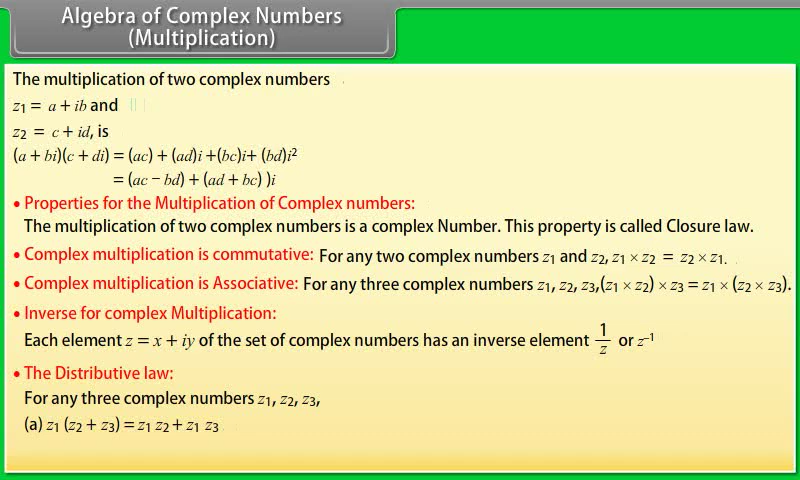 Algebra of Complex Numbers
(Multiplication)
The multiplication of two complex numbers
z₁ = a + ib and
z₂ = c + id, is
(a + bi)(c + di) = (ac) + (ad)i +(bc)i+ (bd)i²
= (ac − bd) + (ad + bc) )i
• Properties for the Multiplication of Complex numbers:
The multiplication of two complex numbers is a complex Number. This property is called Closure law.
• Complex multiplication is commutative: For any two complex numbers z₁ and z₂, z₁ × z₂ = z₂ × z₁.
• Complex multiplication is Associative: For any three complex numbers z₁, z₂, z₃,(z₁ × z₂) × z₃ = z₁ × (z₂ × z₃).
• Inverse for complex Multiplication:
Each element z = x + iy of the set of complex numbers has an inverse element 1/z or z⁻¹
• The Distributive law:
For any three complex numbers z₁, z₂, z₃,
(a) z₁ (z₂ + z₃) = z₁ z₂ + z₁ z₃